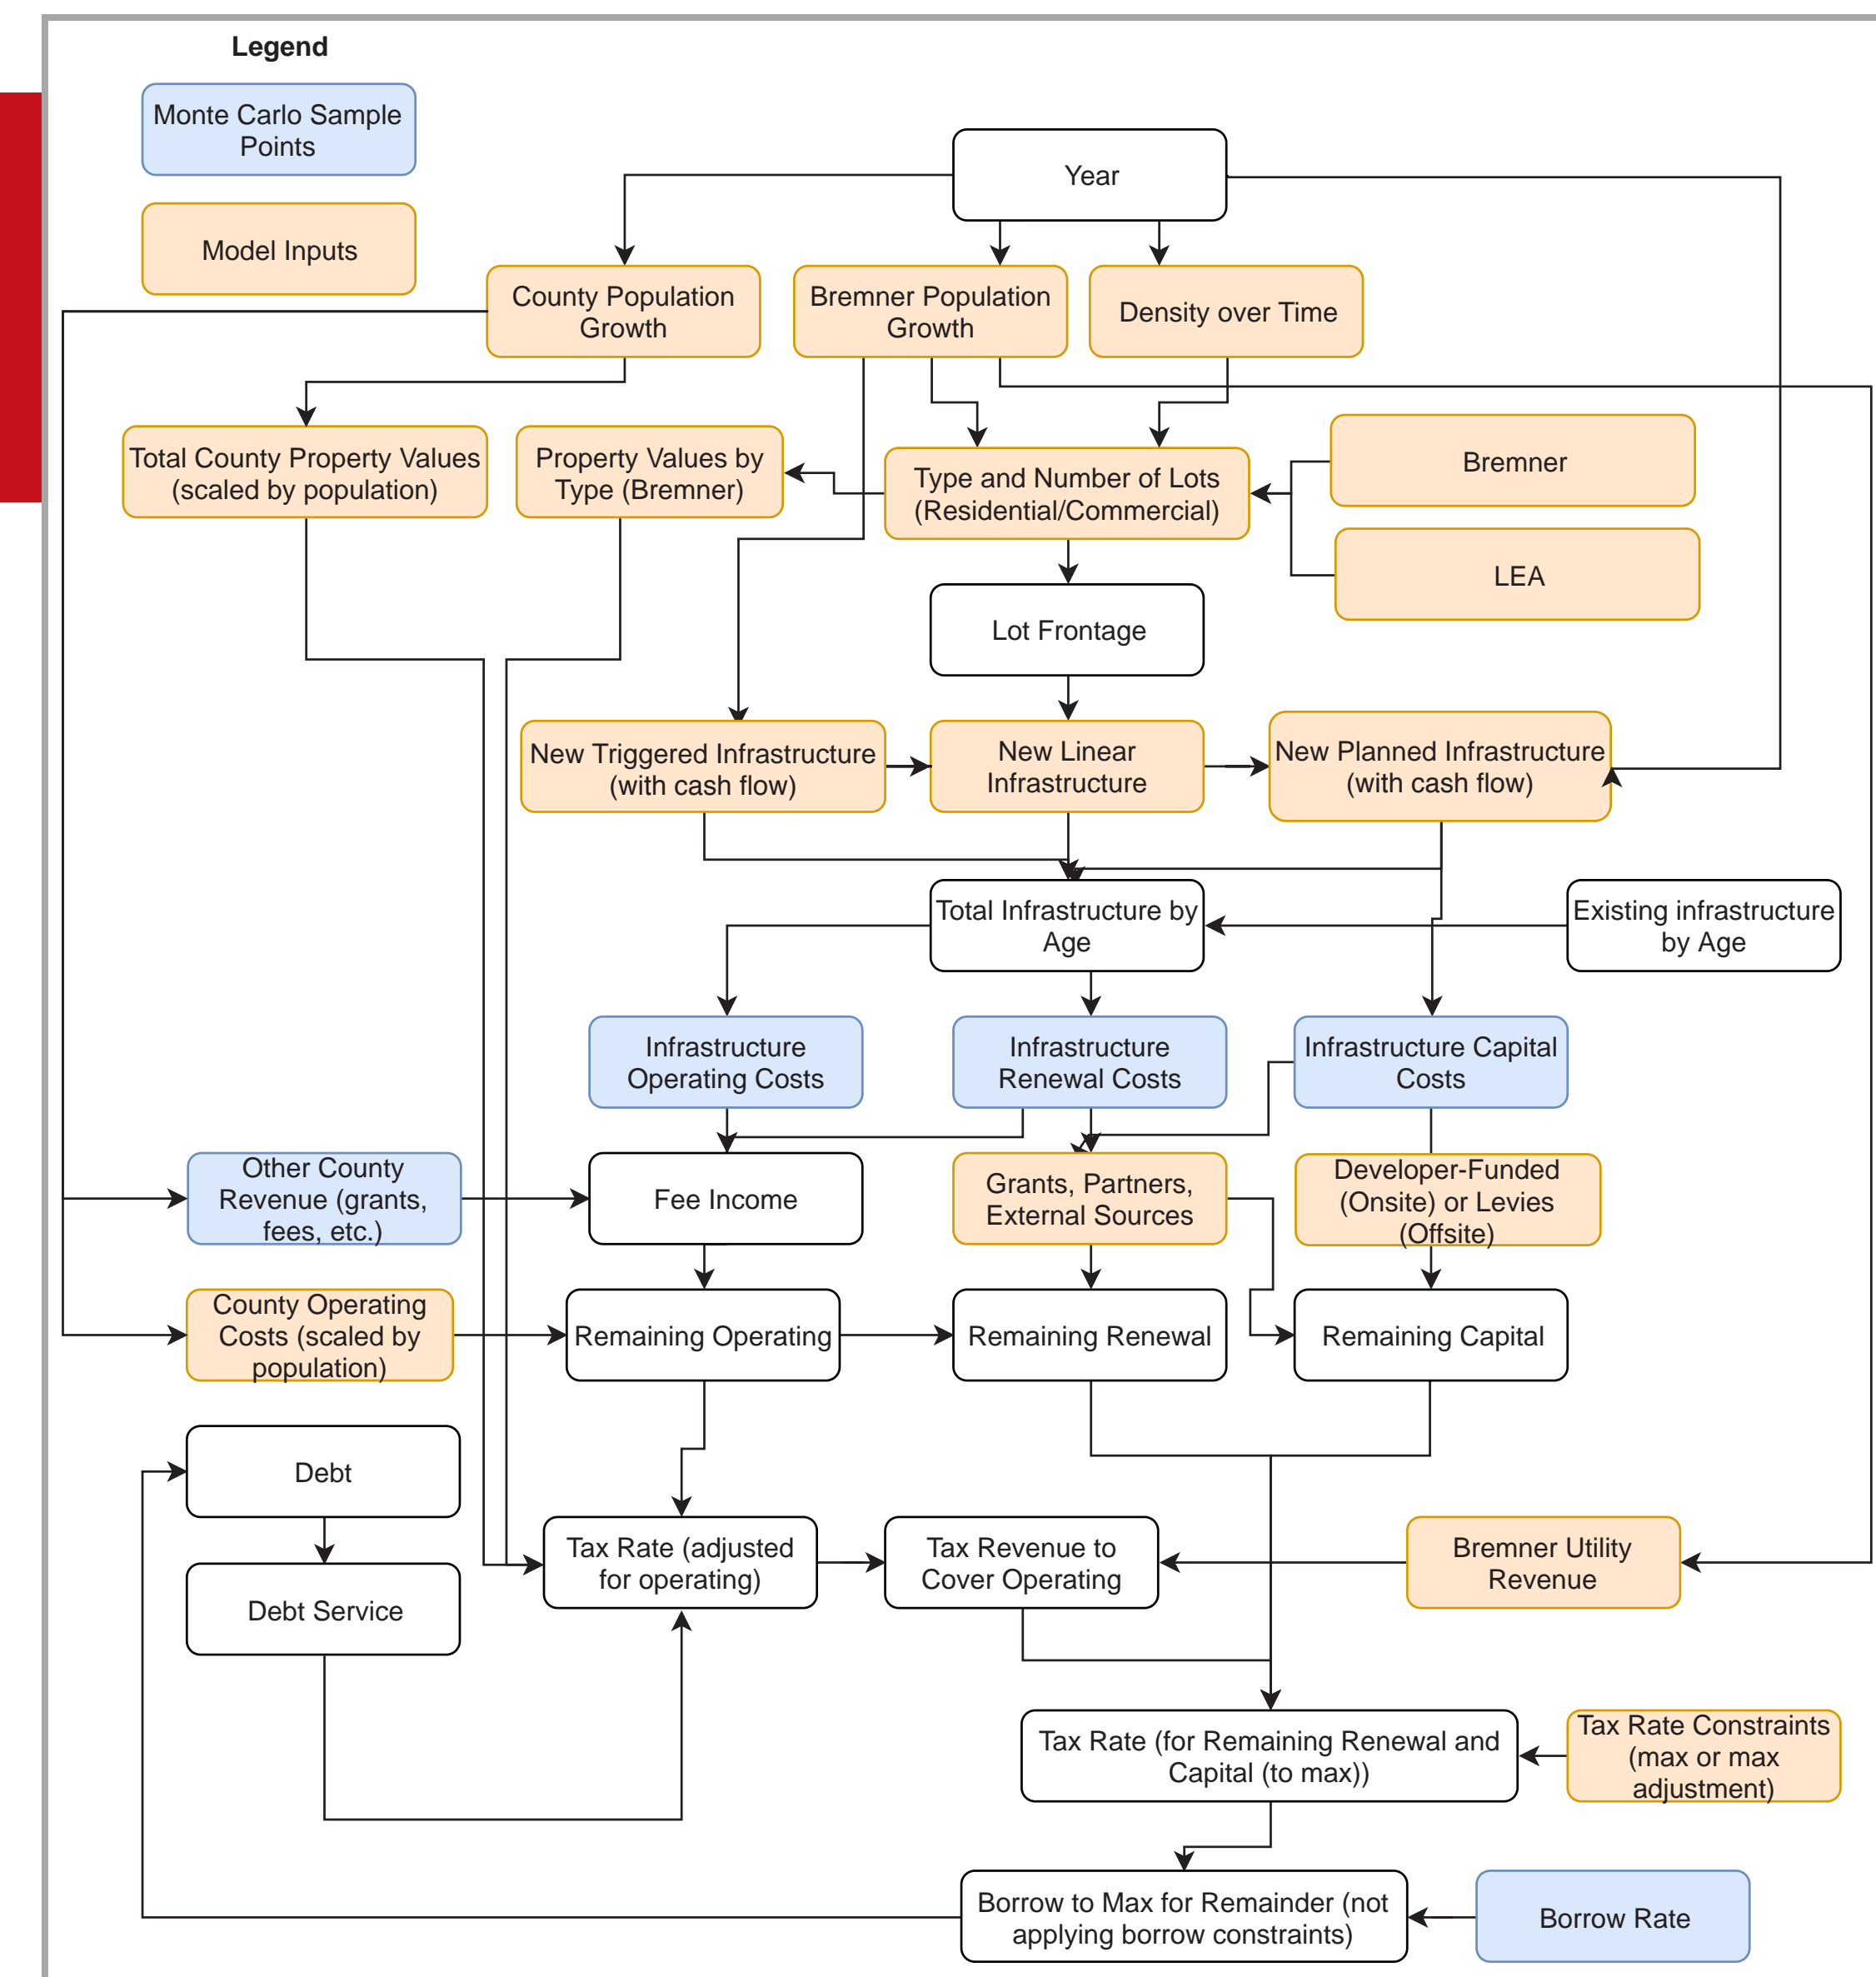 Legend
Monte Carlo Sample
Points
Model Inputs
Year
County Population
Growth
Bremner Population
Growth
Density over Time
Total County Property Values
(scaled by population)
Property Values by
Type (Bremner)
Type and Number of Lots
(Residential/Commercial)
Bremner
LEA
Lot Frontage
New Triggered Infrastructure
(with cash flow)
New Linear
Infrastructure
New Planned Infrastructure
(with cash flow)
Total Infrastructure by
Age
Existing infrastructure
by Age
Infrastructure
Operating Costs
Infrastructure
Renewal Costs
Infrastructure Capital
Costs
Other County
Revenue (grants,
fees, etc.)
Fee Income
Grants, Partners,
External Sources
Developer-Funded
(Onsite) or Levies
(Offsite)
County Operating
Costs (scaled by
population)
Remaining Operating
Remaining Renewal
Remaining Capital
Debt
Debt Service
Tax Rate (adjusted
for operating)
Tax Revenue to
Cover Operating
Bremner Utility
Revenue
Tax Rate (for Remaining Renewal and
Capital (to max))
Tax Rate Constraints
(max or max
adjustment)
Borrow to Max for Remainder (not
applying borrow constraints)
Borrow Rate